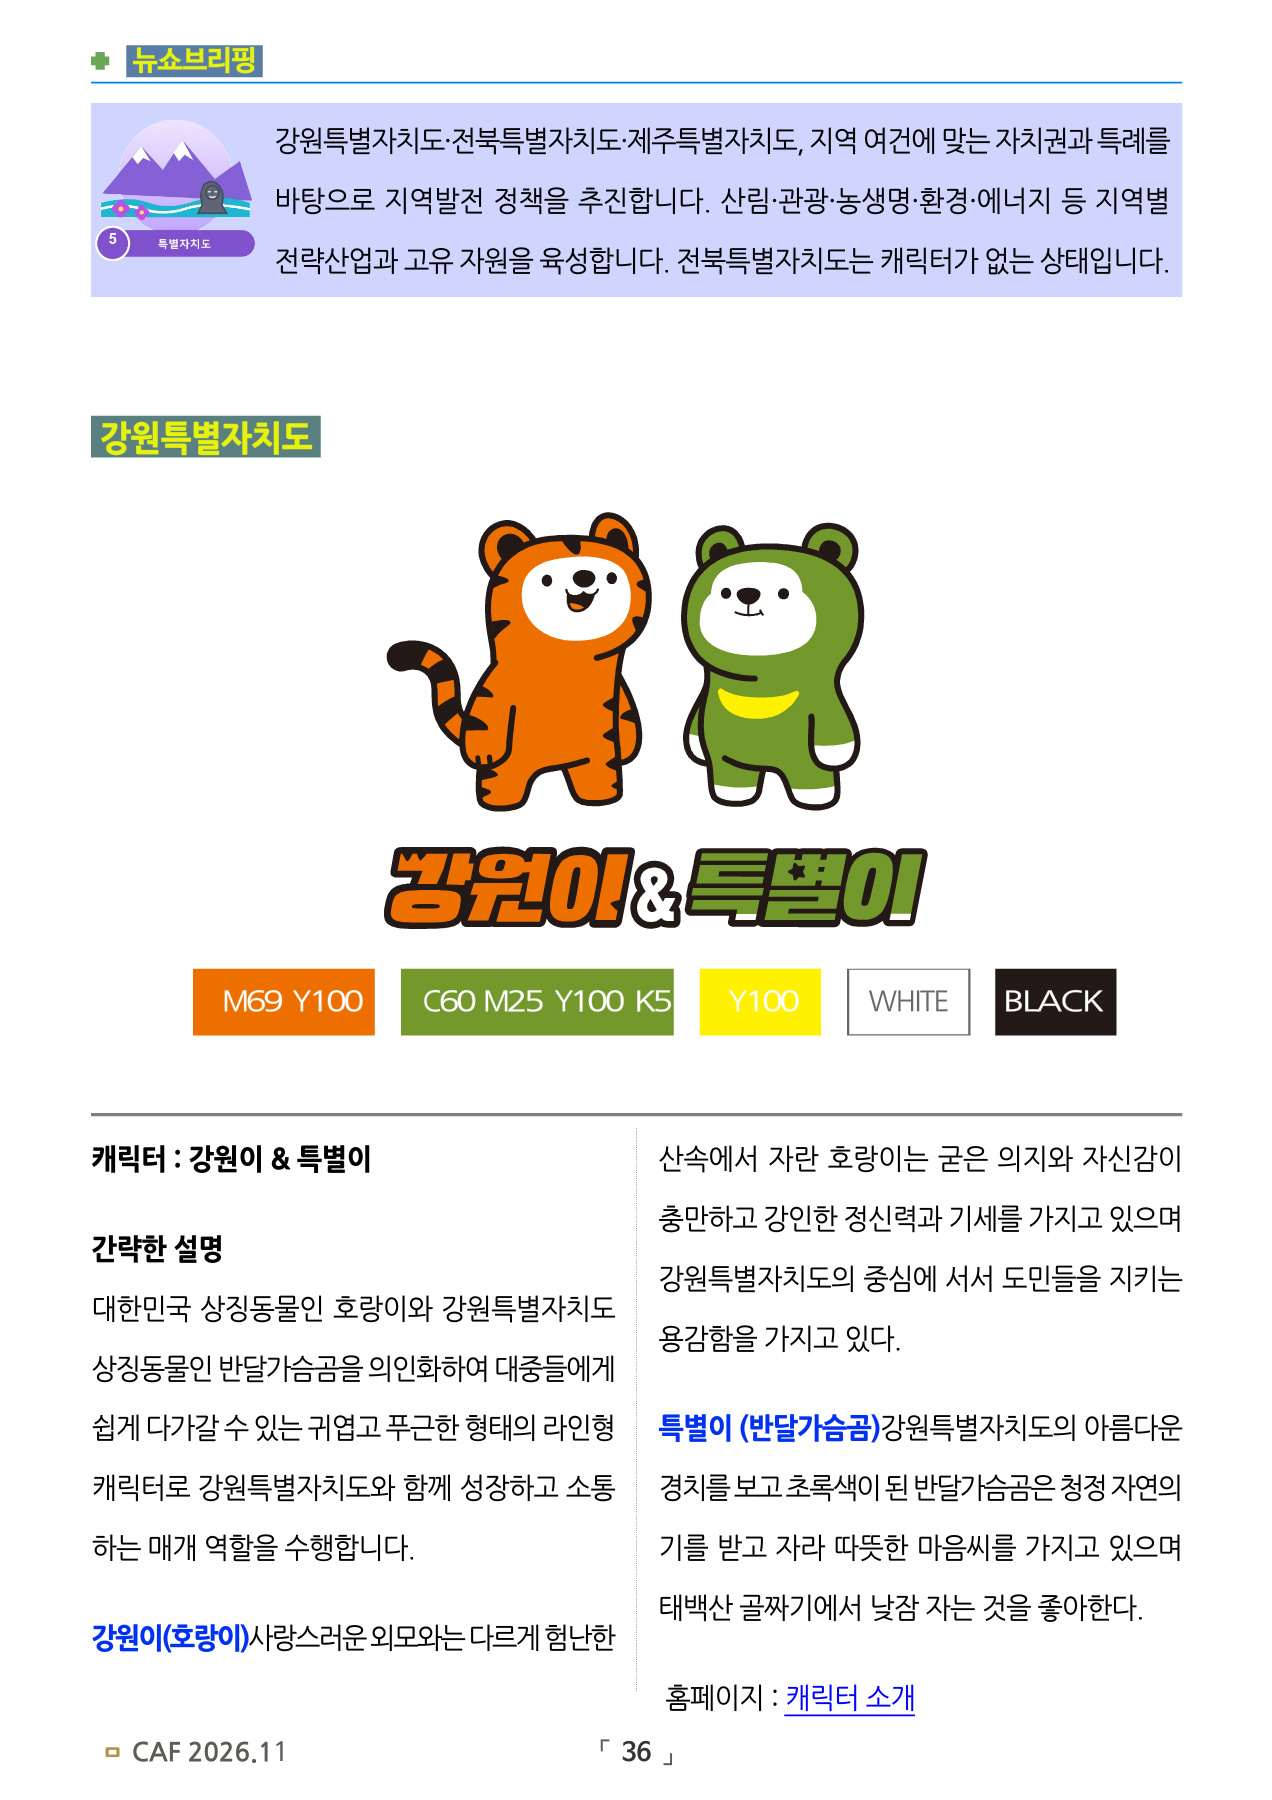 뉴쇼브리핑
강원특별자치도·전북특별자치도·제주특별자치도, 지역 여건에 맞는 자치권과 특례를
바탕으로 지역발전 정책을 추진합니다. 산림·관광·농생명·환경·에너지 등 지역별
전략산업과 고유 자원을 육성합니다. 전북특별자치도는 캐릭터가 없는 상태입니다.
5 특별자치도
강원특별자치도
강원이&특별이
M69 Y100
C60 M25 Y100 K5
Y100
WHITE
BLACK
캐릭터 : 강원이 & 특별이
간략한 설명
대한민국 상징동물인 호랑이와 강원특별자치도
상징동물인 반달가슴곰을 의인화하여 대중들에게
쉽게 다가갈 수 있는 귀엽고 푸근한 형태의 라인형
캐릭터로 강원특별자치도와 함께 성장하고 소통
하는 매개 역할을 수행합니다.
강원이(호랑이)사랑스러운 외모와는 다르게 험난한
산속에서 자란 호랑이는 굳은 의지와 자신감이
충만하고 강인한 정신력과 기세를 가지고 있으며
강원특별자치도의 중심에 서서 도민들을 지키는
용감함을 가지고 있다.
특별이 (반달가슴곰)강원특별자치도의 아름다운
경치를 보고 초록색이 된 반달가슴곰은 청정 자연의
기를 받고 자라 따뜻한 마음씨를 가지고 있으며
태백산 골짜기에서 낮잠 자는 것을 좋아한다.
홈페이지 : 캐릭터 소개
CAF 2026.11
「 36 」